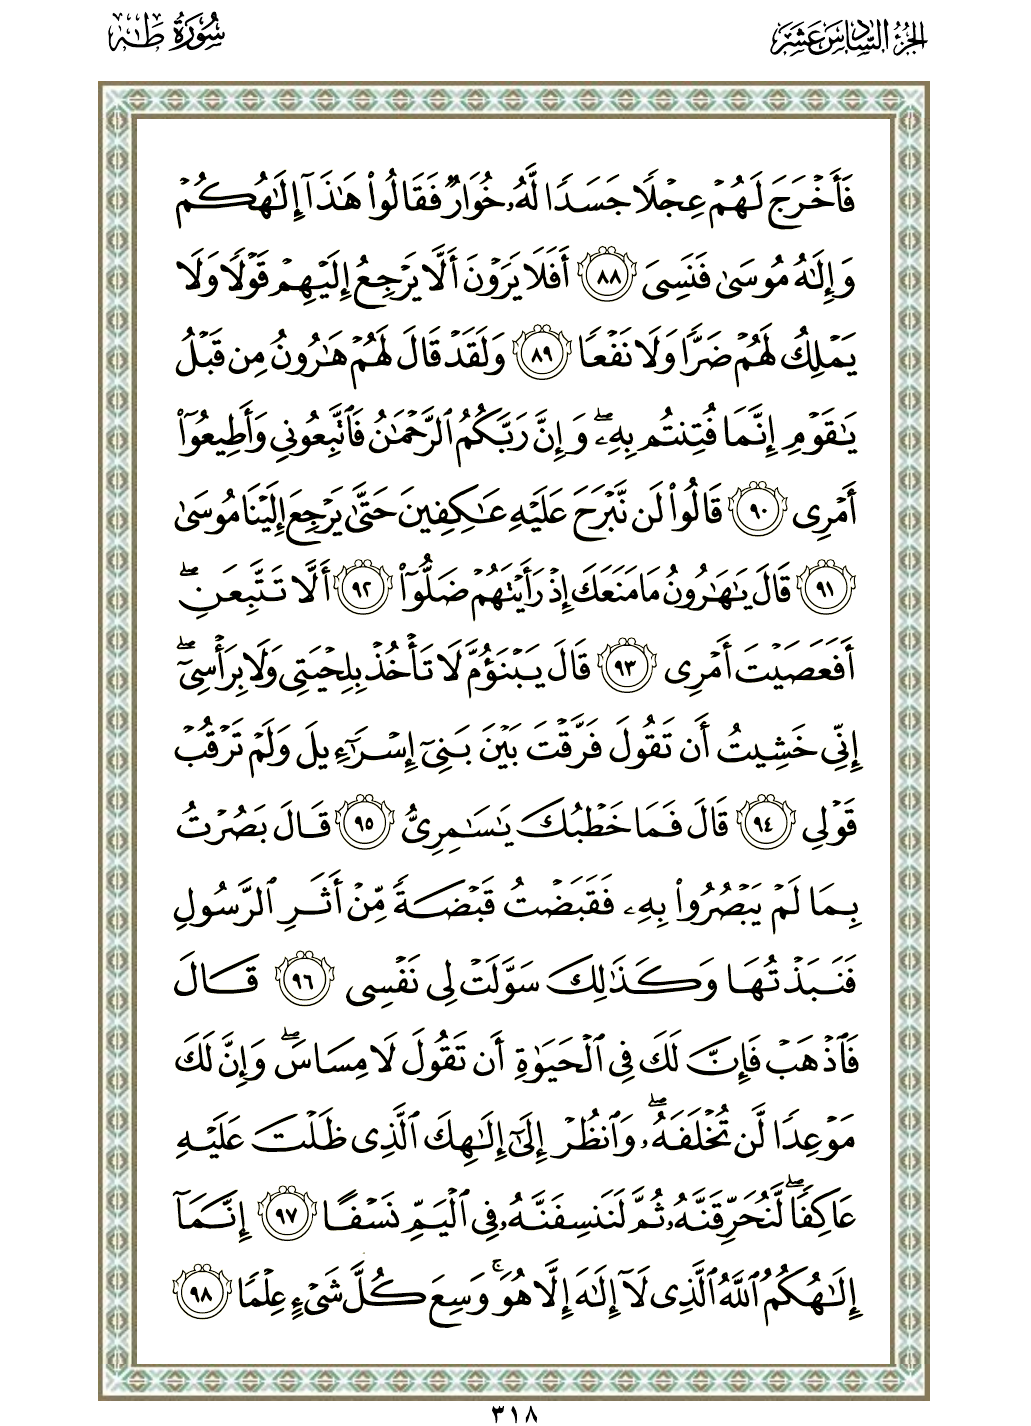 الجزء السادس عشر
سورة طه
فَأَخْرَجَ لَهُمْ عِجْلًا جَسَدًا لَّهُۥ خُوَارٌ فَقَالُوا۟ هَـٰذَآ إِلَـٰهُكُمْ
وَإِلَـٰهُ مُوسَىٰ فَنَسِىَ ٨٨ أَفَلَا يَرَوْنَ أَلَّا يَرْجِعُ إِلَيْهِمْ قَوْلًا وَلَا
يَمْلِكُ لَهُمْ ضَرًّا وَلَا نَفْعًا ٨٩ وَلَقَدْ قَالَ لَهُمْ هَـٰرُونُ مِن قَبْلُ
يَـٰقَوْمِ إِنَّمَا فُتِنتُم بِهِۦ ۖ وَإِنَّ رَبَّكُمُ ٱلرَّحْمَـٰنُ فَٱتَّبِعُونِى وَأَطِيعُوٓا۟
أَمْرِى ٩٠ قَالُوا۟ لَن نَّبْرَحَ عَلَيْهِ عَـٰكِفِينَ حَتَّىٰ يَرْجِعَ إِلَيْنَا مُوسَىٰ
٩١ قَالَ يَـٰهَـٰرُونُ مَا مَنَعَكَ إِذْ رَأَيْتَهُمْ ضَلُّوٓا۟ ٩٢ أَلَّا تَتَّبِعَنِ ۖ
أَفَعَصَيْتَ أَمْرِى ٩٣ قَالَ يَبْنَؤُمَّ لَا تَأْخُذْ بِلِحْيَتِى وَلَا بِرَأْسِىٓ ۖ
إِنِّى خَشِيتُ أَن تَقُولَ فَرَّقْتَ بَيْنَ بَنِىٓ إِسْرَٰٓءِيلَ وَلَمْ تَرْقُبْ
قَوْلِى ٩٤ قَالَ فَمَا خَطْبُكَ يَـٰسَـٰمِرِىُّ ٩٥ قَالَ بَصُرْتُ
بِمَا لَمْ يَبْصُرُوا۟ بِهِۦ فَقَبَضْتُ قَبْضَةً مِّنْ أَثَرِ ٱلرَّسُولِ
فَنَبَذْتُهَا وَكَذَٰلِكَ سَوَّلَتْ لِى نَفْسِى ٩٦ قَالَ
فَٱذْهَبْ فَإِنَّ لَكَ فِى ٱلْحَيَوٰةِ أَن تَقُولَ لَا مِسَاسَ ۖ وَإِنَّ لَكَ
مَوْعِدًا لَّن تُخْلَفَهُۥ ۖ وَٱنظُرْ إِلَىٰٓ إِلَـٰهِكَ ٱلَّذِى ظَلْتَ عَلَيْهِ
عَاكِفًا ۖ لَّنُحَرِّقَنَّهُۥ ثُمَّ لَنَنسِفَنَّهُۥ فِى ٱلْيَمِّ نَسْفًا ٩٧ إِنَّمَآ
إِلَـٰهُكُمُ ٱللَّهُ ٱلَّذِى لَآ إِلَـٰهَ إِلَّا هُوَ ۚ وَسِعَ كُلَّ شَىْءٍ عِلْمًا ٩٨
٣١٨